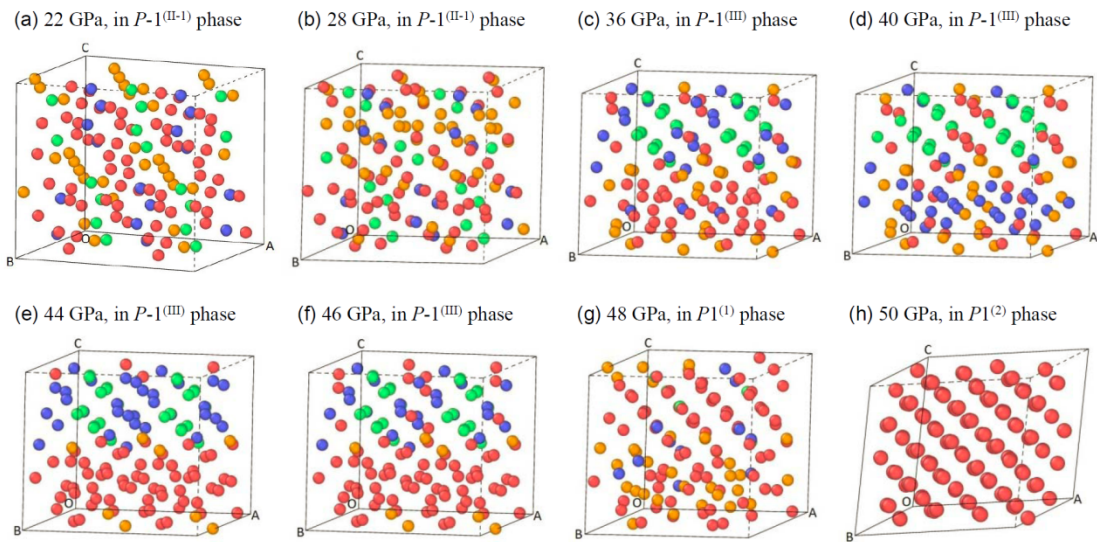 (a) 22 GPa, in P-1(II-1) phase
(b) 28 GPa, in P-1(II-1) phase
(c) 36 GPa, in P-1(III) phase
(d) 40 GPa, in P-1(III) phase
C
O
A
B
C
O
A
B
C
O
A
B
C
O
A
B
(e) 44 GPa, in P-1(III) phase
(f) 46 GPa, in P-1(III) phase
(g) 48 GPa, in P1(1) phase
(h) 50 GPa, in P1(2) phase
C
O
A
B
C
O
A
B
C
O
A
B
C
O
A
B